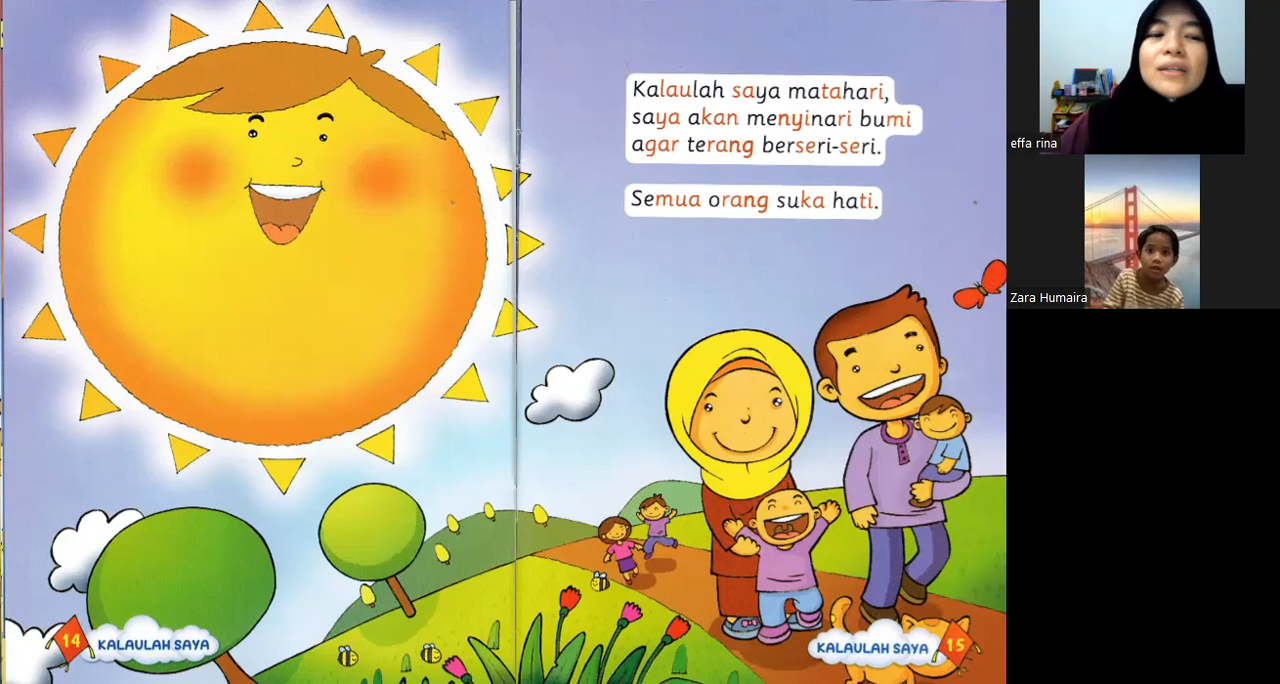 Kalaulah saya matahari,
saya akan menyinari bumi
agar terang berseri-seri.
Semua orang suka hati.
14 KALAULAH SAYA
KALAULAH SAYA 15
effa rina
Zara Humaira